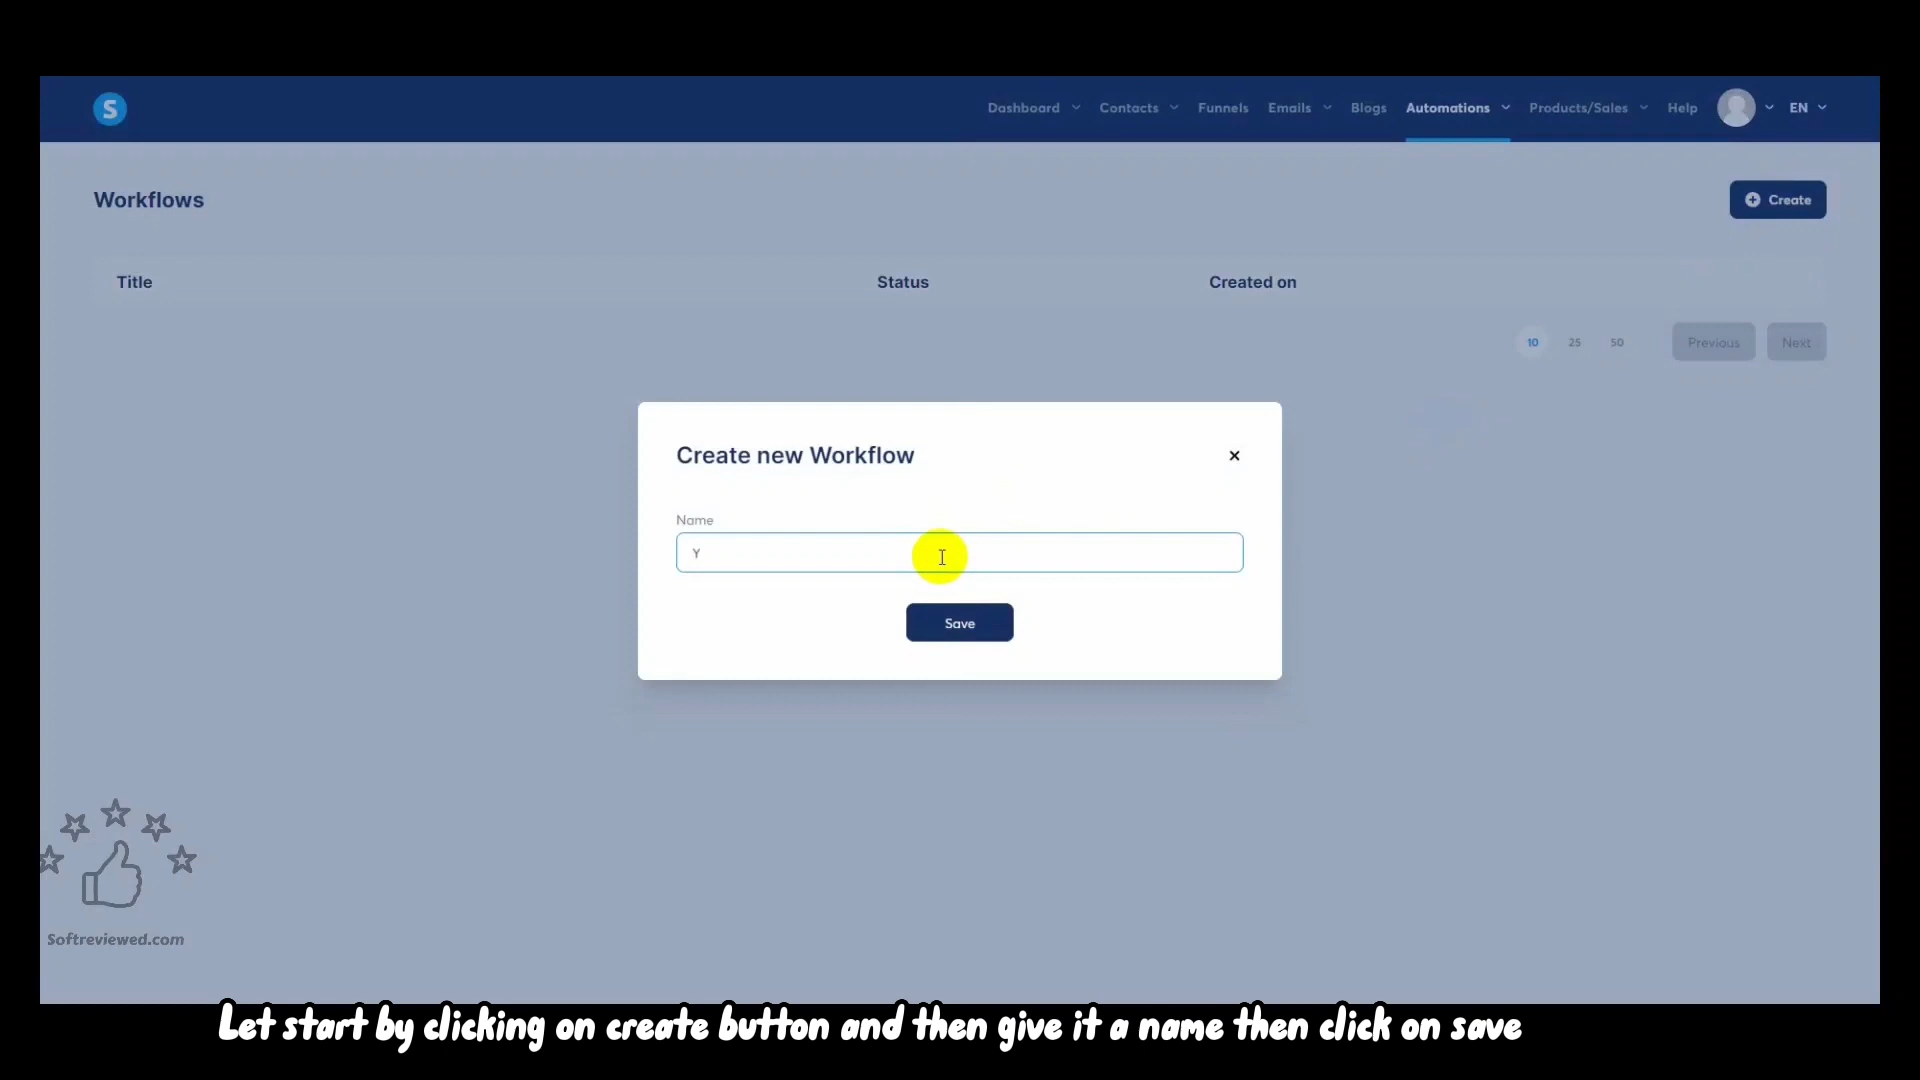 S
Dashboard Contacts Funnels Emails Blogs Automations Products/Sales Help EN
Workflows
Create
Title Status Created on
10 25 50 Previous Next
Create new Workflow
×
Name
Y
Save
Softreviewed.com
Let start by clicking on create button and then give it a name then click on save